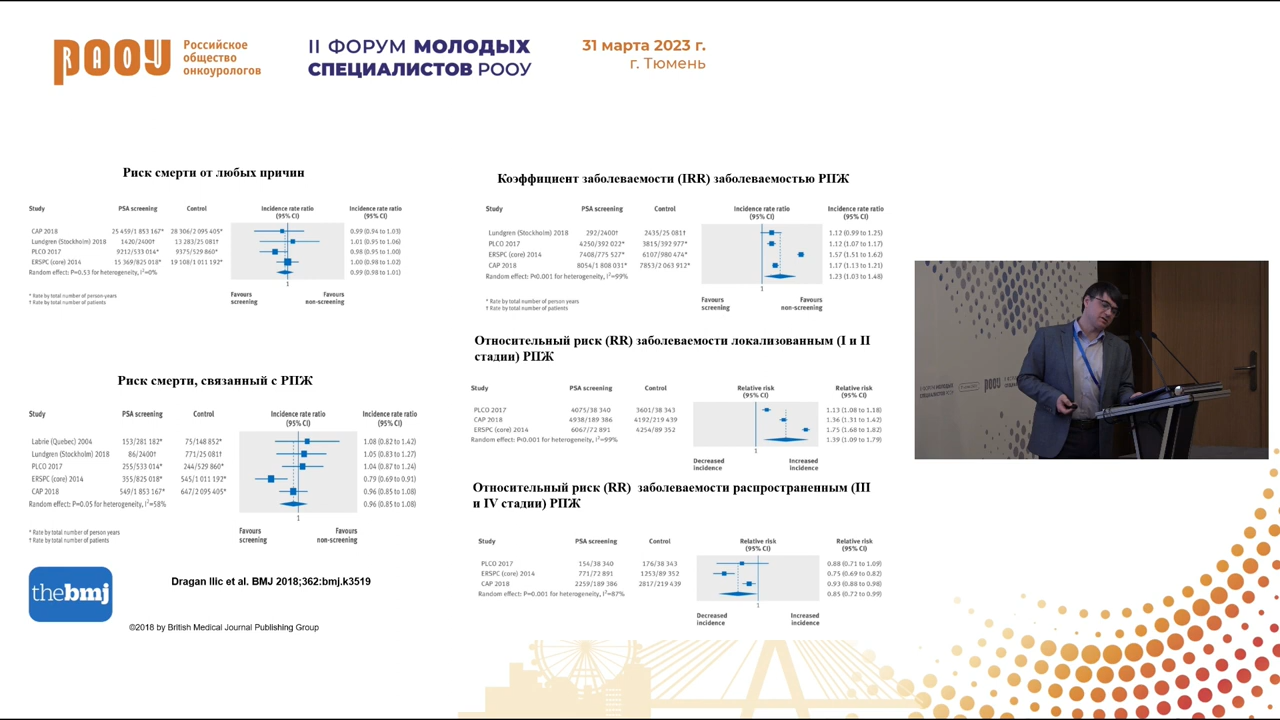 РООУ
Российское
общество
онкоурологов
II ФОРУМ МОЛОДЫХ
СПЕЦИАЛИСТОВ РООУ
31 марта 2023 г.
г. Тюмень
Риск смерти от любых причин
Study PSA screening Control Incidence rate ratio (95% CI) Incidence rate ratio (95% CI)
CAP 2018 25 459/1 853 167* 28 306/2 095 405* 0.99 (0.94 to 1.03)
Lundgren (Stockholm) 2018 1420/2400† 13 283/25 081† 1.01 (0.95 to 1.06)
PLCO 2017 9212/533 014* 9375/529 860* 0.98 (0.95 to 1.00)
ERSPC (core) 2014 15 369/825 018* 19 108/1 011 192* 1.00 (0.98 to 1.02)
Random effect: P=0.53 for heterogeneity, I²=0% 0.99 (0.98 to 1.01)
1
* Rate by total number of person-years
† Rate by total number of patients
Favours screening
Favours non-screening
Риск смерти, связанный с РПЖ
Study PSA screening Control Incidence rate ratio (95% CI) Incidence rate ratio (95% CI)
Labrie (Quebec) 2004 153/281 182* 75/148 852* 1.08 (0.82 to 1.42)
Lundgren (Stockholm) 2018 86/2400† 771/25 081† 1.05 (0.83 to 1.27)
PLCO 2017 255/533 014* 244/529 860* 1.04 (0.87 to 1.24)
ERSPC (core) 2014 355/825 018* 545/1 011 192* 0.79 (0.69 to 0.91)
CAP 2018 549/1 853 167* 647/2 095 405* 0.96 (0.85 to 1.08)
Random effect: P=0.05 for heterogeneity, I²=58% 0.96 (0.85 to 1.08)
1
* Rate by total number of person years
† Rate by total number of patients
Favours screening
Favours non-screening
thebmj
Dragan Ilic et al. BMJ 2018;362:bmj.k3519
©2018 by British Medical Journal Publishing Group
Коэффициент заболеваемости (IRR) заболеваемостью РПЖ
Study PSA screening Control Incidence rate ratio (95% CI) Incidence rate ratio (95% CI)
Lundgren (Stockholm) 2018 292/2400† 2435/25 081† 1.12 (0.99 to 1.25)
PLCO 2017 4250/392 022* 3815/392 977* 1.12 (1.07 to 1.17)
ERSPC (core) 2014 7408/775 527* 6107/980 474* 1.57 (1.51 to 1.62)
CAP 2018 8054/1 808 031* 7853/2 063 912* 1.17 (1.13 to 1.21)
Random effect: P<0.001 for heterogeneity, I²=99% 1.23 (1.03 to 1.48)
1
* Rate by total number of person years
† Rate by total number of patients
Favours screening
Favours non-screening
Относительный риск (RR) заболеваемости локализованным (I и II
стадии) РПЖ
Study PSA screening Control Relative risk (95% CI) Relative risk (95% CI)
PLCO 2017 4075/38 340 3601/38 343 1.13 (1.08 to 1.18)
CAP 2018 4938/189 386 4192/219 439 1.36 (1.31 to 1.42)
ERSPC (core) 2014 6067/72 891 4254/89 352 1.75 (1.68 to 1.82)
Random effect: P<0.001 for heterogeneity, I²=99% 1.39 (1.09 to 1.79)
1
Decreased incidence
Increased incidence
Относительный риск (RR) заболеваемости распространенным (III
и IV стадии) РПЖ
Study PSA screening Control Relative risk (95% CI) Relative risk (95% CI)
PLCO 2017 154/38 340 176/38 343 0.88 (0.71 to 1.09)
ERSPC (core) 2014 771/72 891 1253/89 352 0.75 (0.69 to 0.82)
CAP 2018 2259/189 386 2817/219 439 0.93 (0.88 to 0.98)
Random effect: P=0.001 for heterogeneity, I²=87% 0.85 (0.72 to 0.99)
1
Decreased incidence
Increased incidence
РООУ